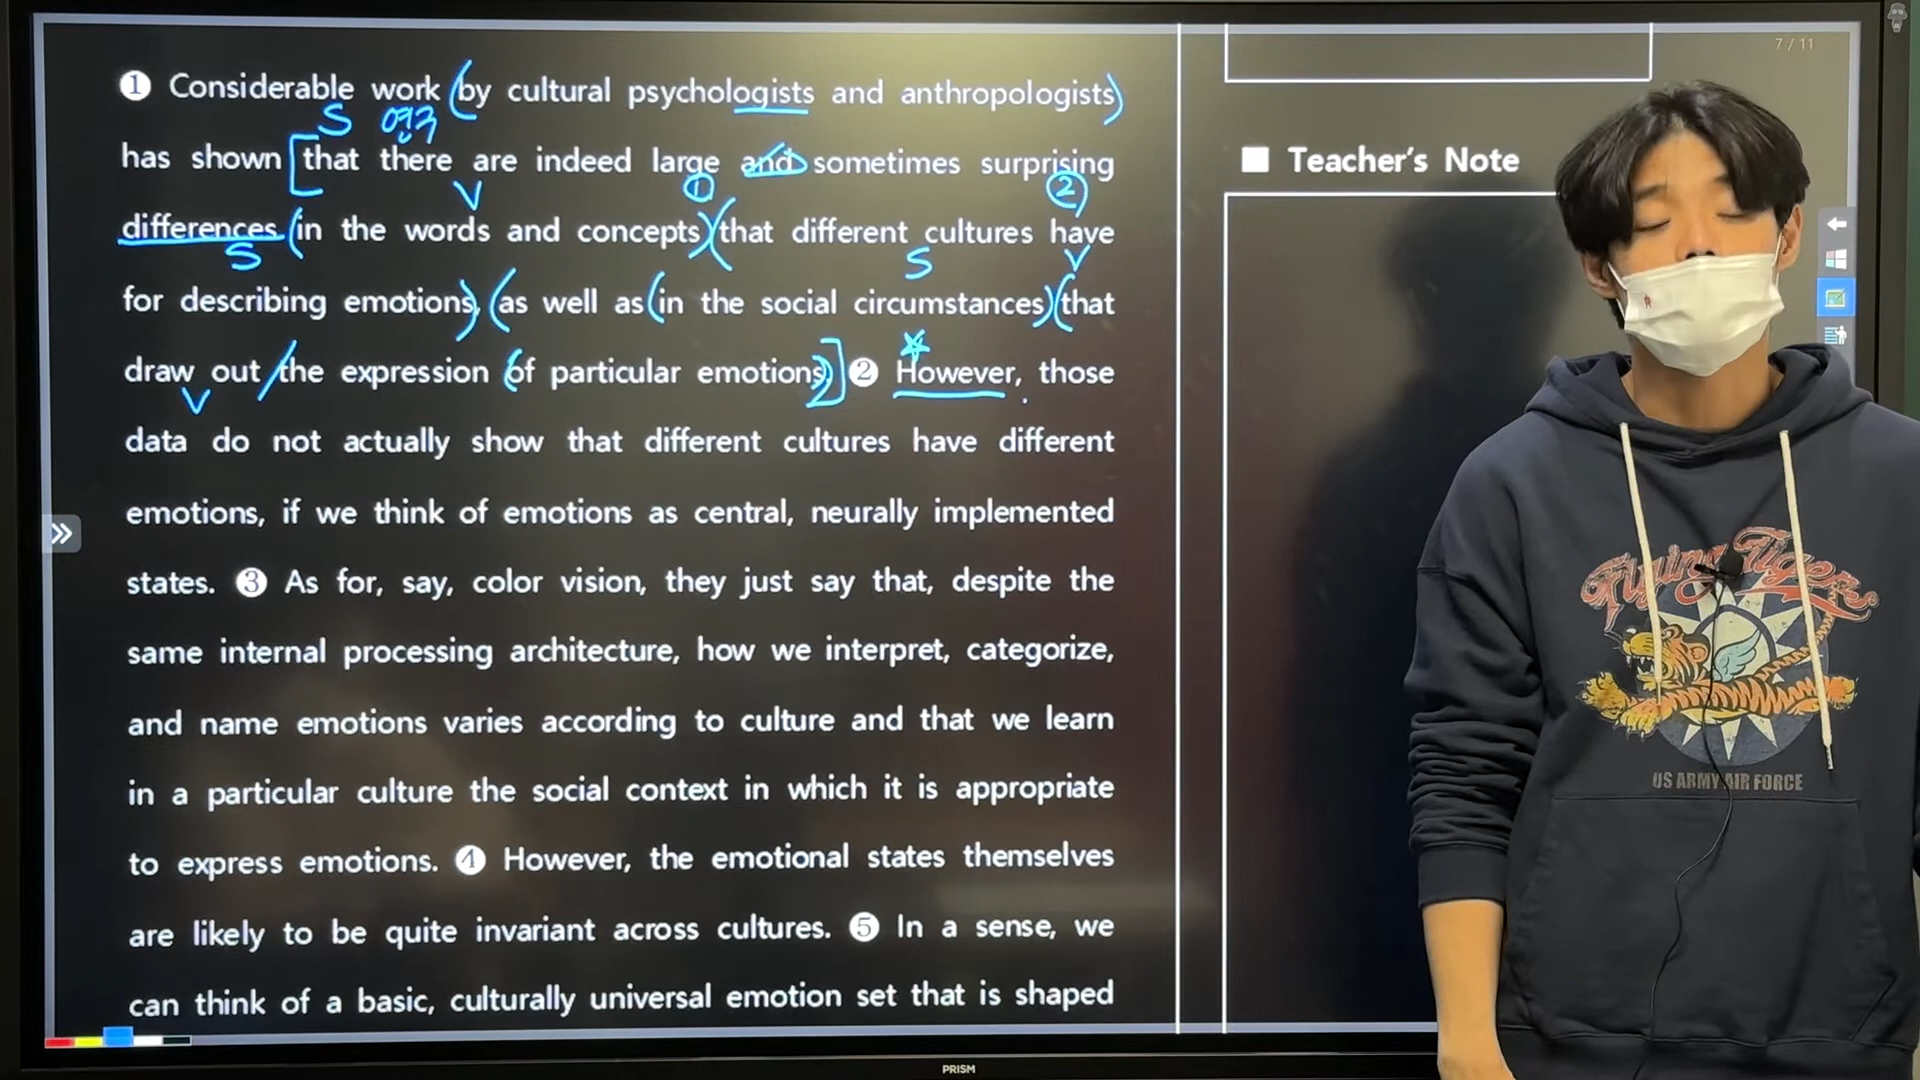 ❶ Considerable work by cultural psychologists and anthropologists
S 연구
has shown that there are indeed large and sometimes surprising
V ① ②
differences in the words and concepts that different cultures have
S S V
for describing emotions, as well as in the social circumstances that
draw out the expression of particular emotions. ❷ However, those
V
data do not actually show that different cultures have different
emotions, if we think of emotions as central, neurally implemented
states. ❸ As for, say, color vision, they just say that, despite the
same internal processing architecture, how we interpret, categorize,
and name emotions varies according to culture and that we learn
in a particular culture the social context in which it is appropriate
to express emotions. ❹ However, the emotional states themselves
are likely to be quite invariant across cultures. ❺ In a sense, we
can think of a basic, culturally universal emotion set that is shaped
7 / 11
■ Teacher's Note
Flying Tigers
US ARMY AIR FORCE
PRISM